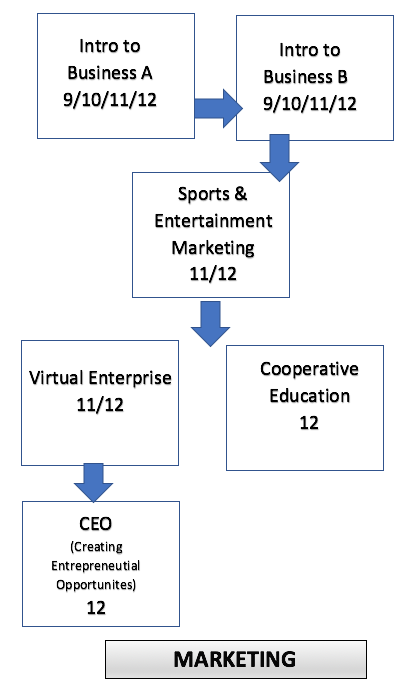 Intro to
Business A
9/10/11/12
Intro to
Business B
9/10/11/12
Sports &
Entertainment
Marketing
11/12
Virtual Enterprise
11/12
Cooperative
Education
12
CEO
(Creating
Entrepreneutial
Opportunites)
12
MARKETING